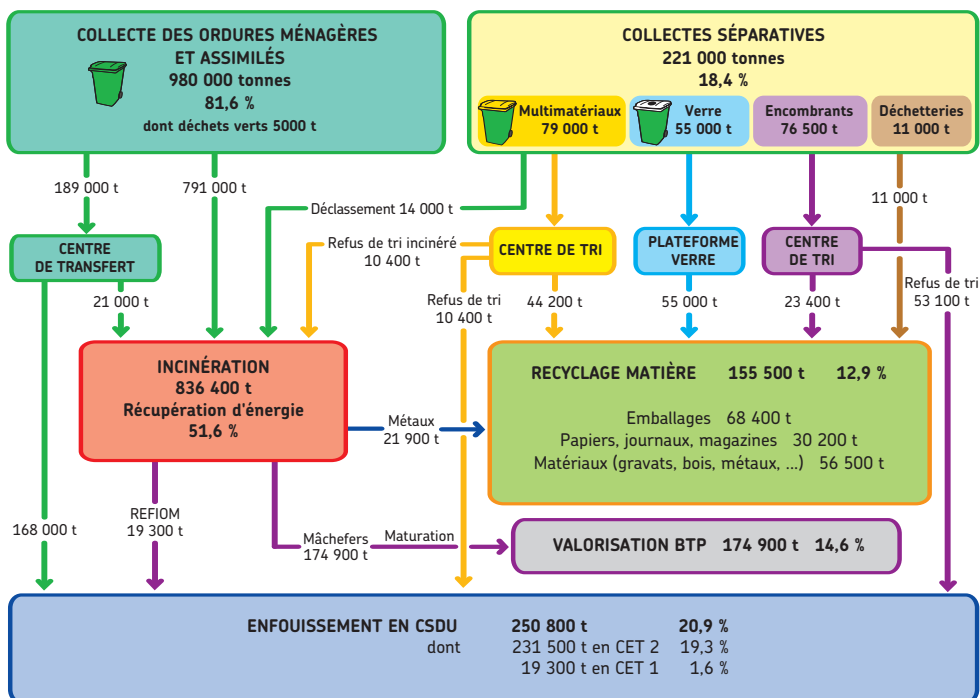 COLLECTE DES ORDURES MÉNAGÈRES
ET ASSIMILÉS
980 000 tonnes
81,6 %
dont déchets verts 5000 t
COLLECTES SÉPARATIVES
221 000 tonnes
18,4 %
Multimatériaux
79 000 t
Verre
55 000 t
Encombrants
76 500 t
Déchetteries
11 000 t
189 000 t
791 000 t
Déclassement 14 000 t
11 000 t
CENTRE
DE TRANSFERT
Refus de tri incinéré
10 400 t
CENTRE DE TRI
PLATEFORME
VERRE
CENTRE
DE TRI
21 000 t
Refus de tri
10 400 t
44 200 t
55 000 t
23 400 t
Refus de tri
53 100 t
INCINÉRATION
836 400 t
Récupération d'énergie
51,6 %
Métaux
21 900 t
RECYCLAGE MATIÈRE 155 500 t 12,9 %
Emballages 68 400 t
Papiers, journaux, magazines 30 200 t
Matériaux (gravats, bois, métaux, ...) 56 500 t
168 000 t
REFIOM
19 300 t
Mâchefers
174 900 t
Maturation
VALORISATION BTP 174 900 t 14,6 %
ENFOUISSEMENT EN CSDU 250 800 t 20,9 %
dont 231 500 t en CET 2 19,3 %
19 300 t en CET 1 1,6 %